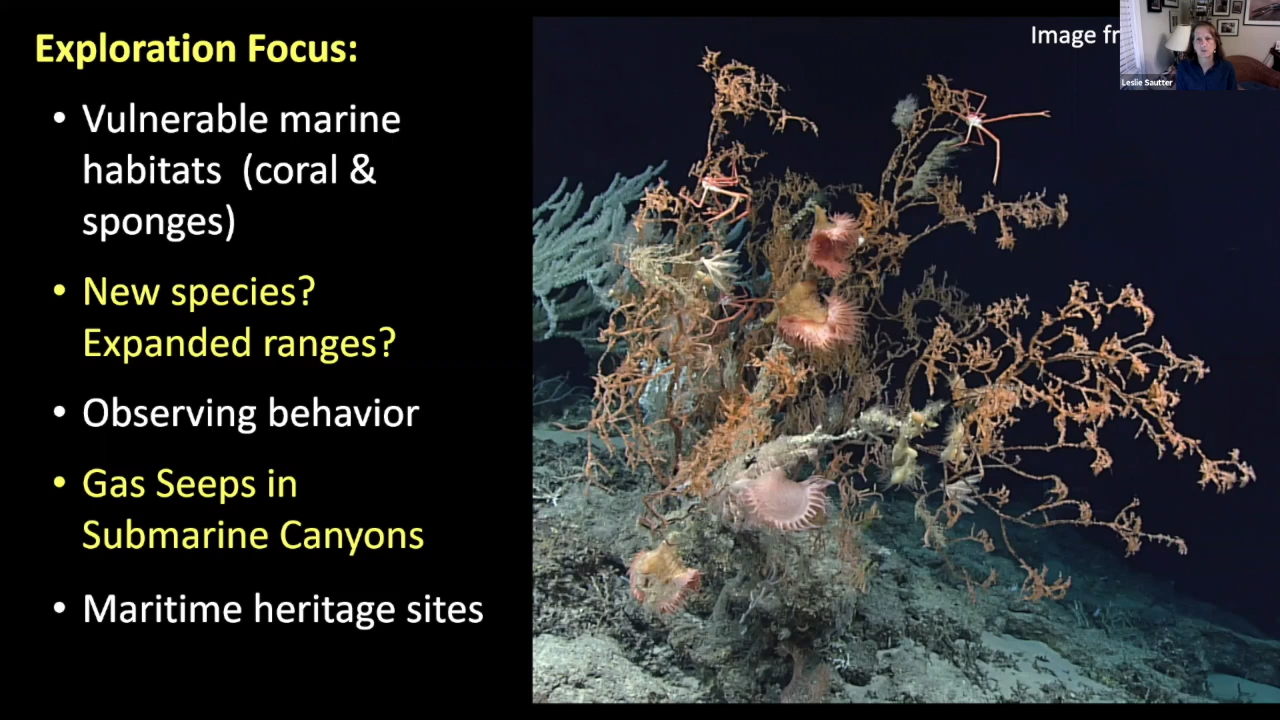 Exploration Focus:
• Vulnerable marine
habitats (coral &
sponges)
• New species?
Expanded ranges?
• Observing behavior
• Gas Seeps in
Submarine Canyons
• Maritime heritage sites
Image
Leslie Sautter